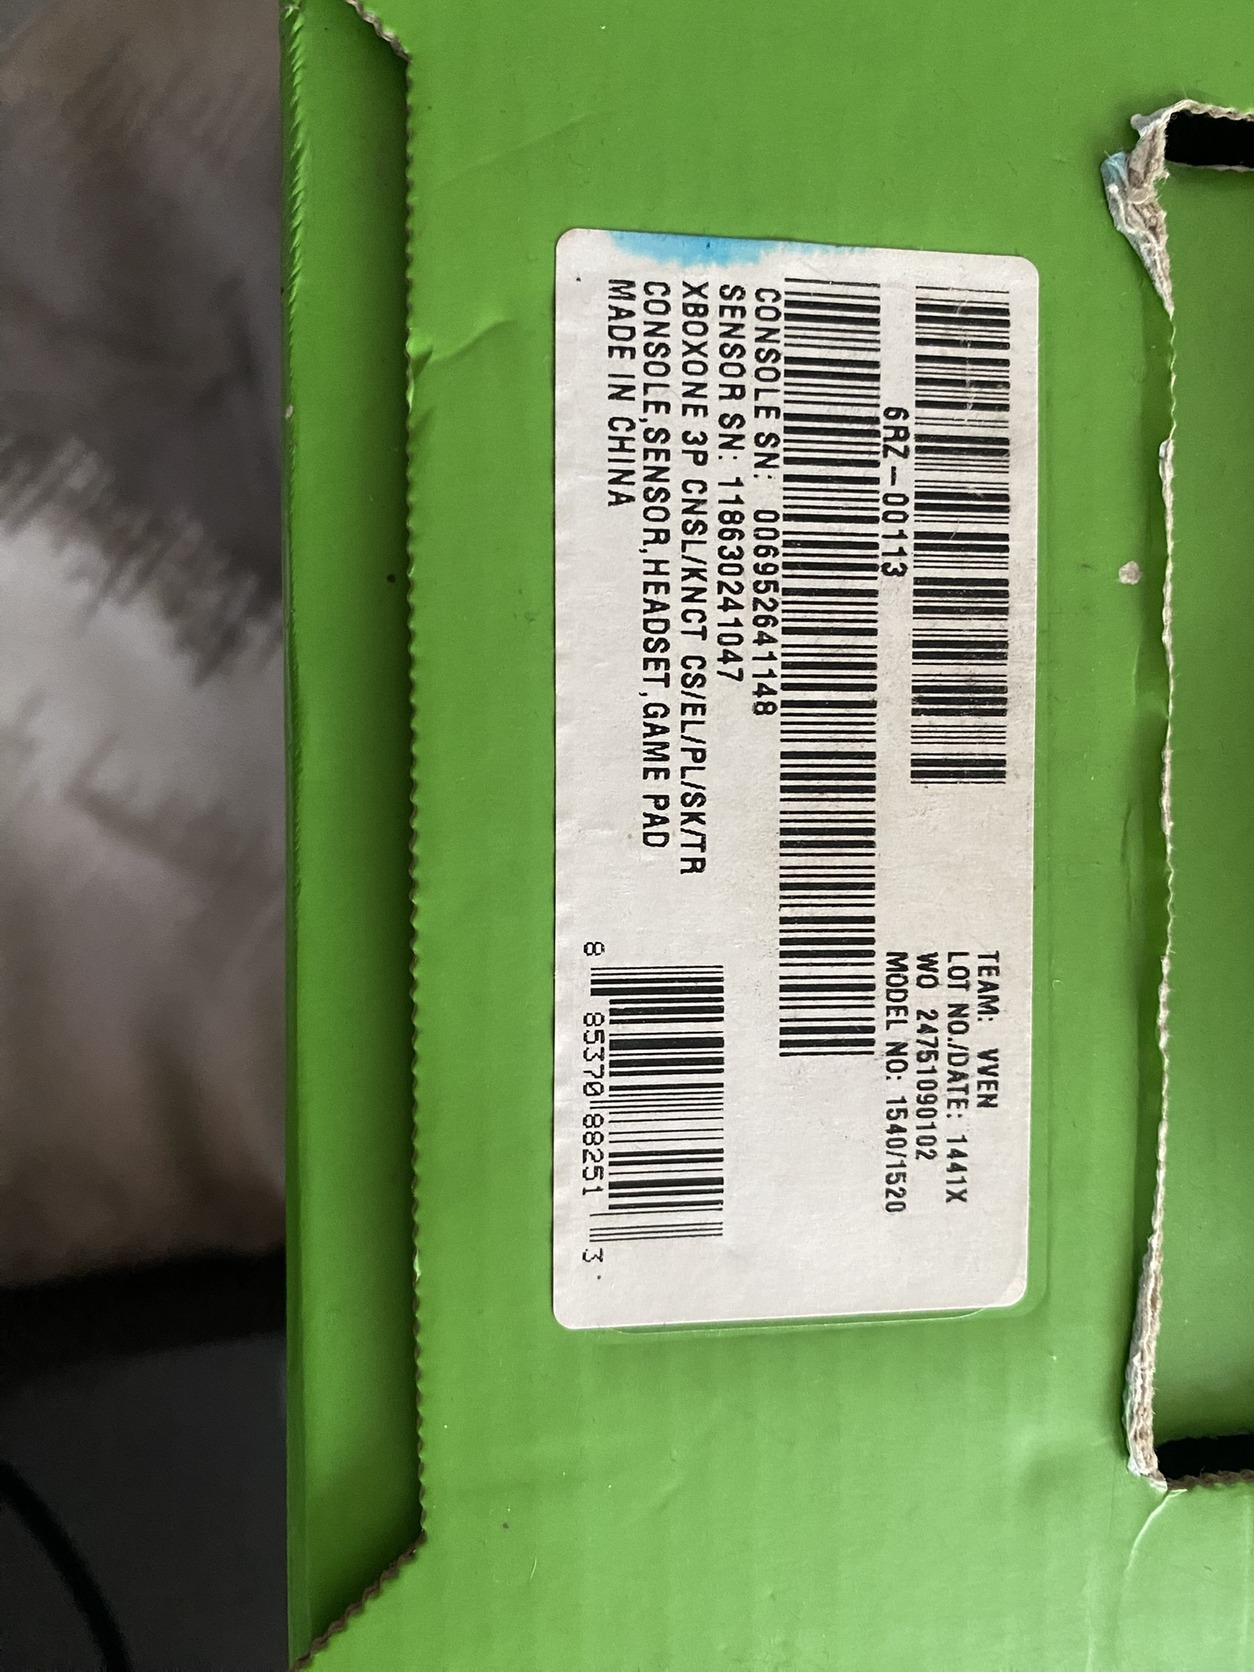 6RZ-00113
TEAM: VVEN
LOT NO./DATE: 1441X
WO 24751090102
MODEL NO: 1540/1520
CONSOLE SN: 006952641148
SENSOR SN: 118630241047
XBOXONE 3P CNSL/KNCT CS/EL/PL/SK/TR
CONSOLE,SENSOR,HEADSET,GAME PAD
MADE IN CHINA
8 85370 88251 3